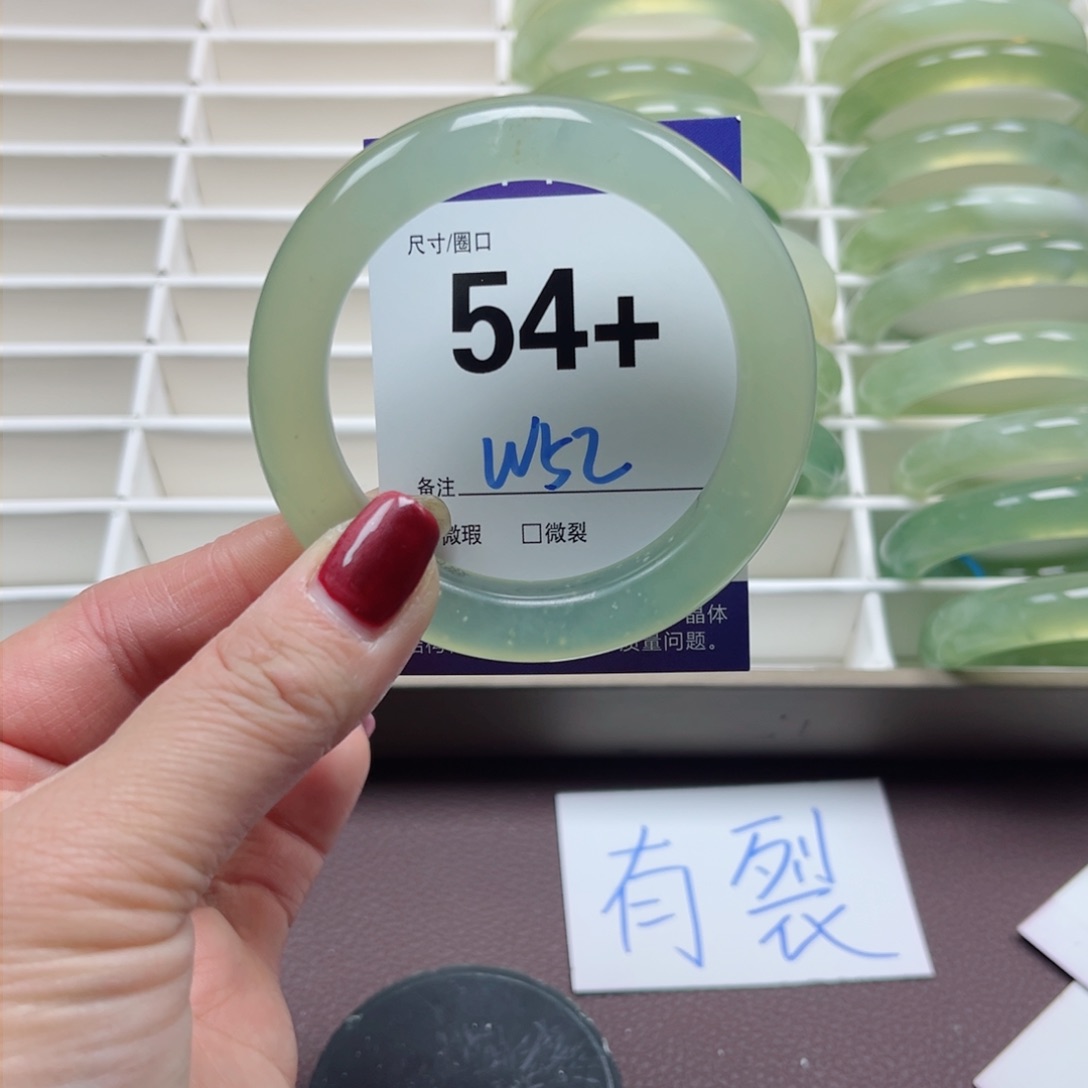 尺寸/圈口
54+
备注 W52
微瑕 □微裂
晶体
质量问题。
有裂